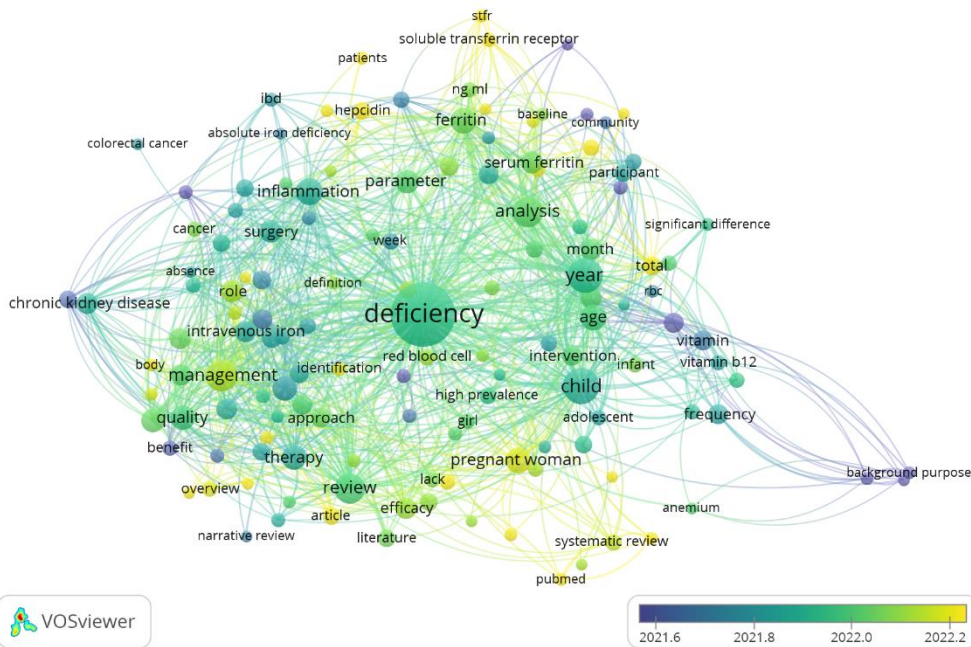 stfr
soluble transferrin receptor
patients
ng ml
ibd
hepcidin
baseline
ferritin
community
absolute iron deficiency
colorectal cancer
serum ferritin
participant
parameter
inflammation
analysis
significant difference
cancer
surgery
week
month
total
absence
year
definition
role
rbc
chronic kidney disease
deficiency
age
intravenous iron
vitamin
red blood cell
intervention
vitamin b12
body
identification
infant
management
child
high prevalence
quality
approach
girl
adolescent
frequency
benefit
therapy
pregnant woman
background purpose
lack
overview
review
article
efficacy
anemium
narrative review
literature
systematic review
pubmed
VOSviewer
2021.6 2021.8 2022.0 2022.2